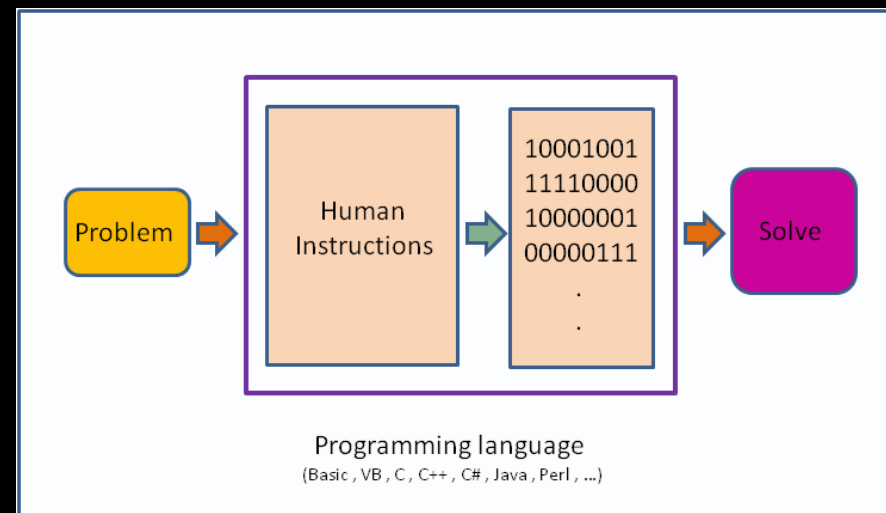 Problem
Human
Instructions
10001001
11110000
10000001
00000111
.
.
Solve
Programming language
(Basic , VB , C , C++ , C# , Java , Perl , ...)